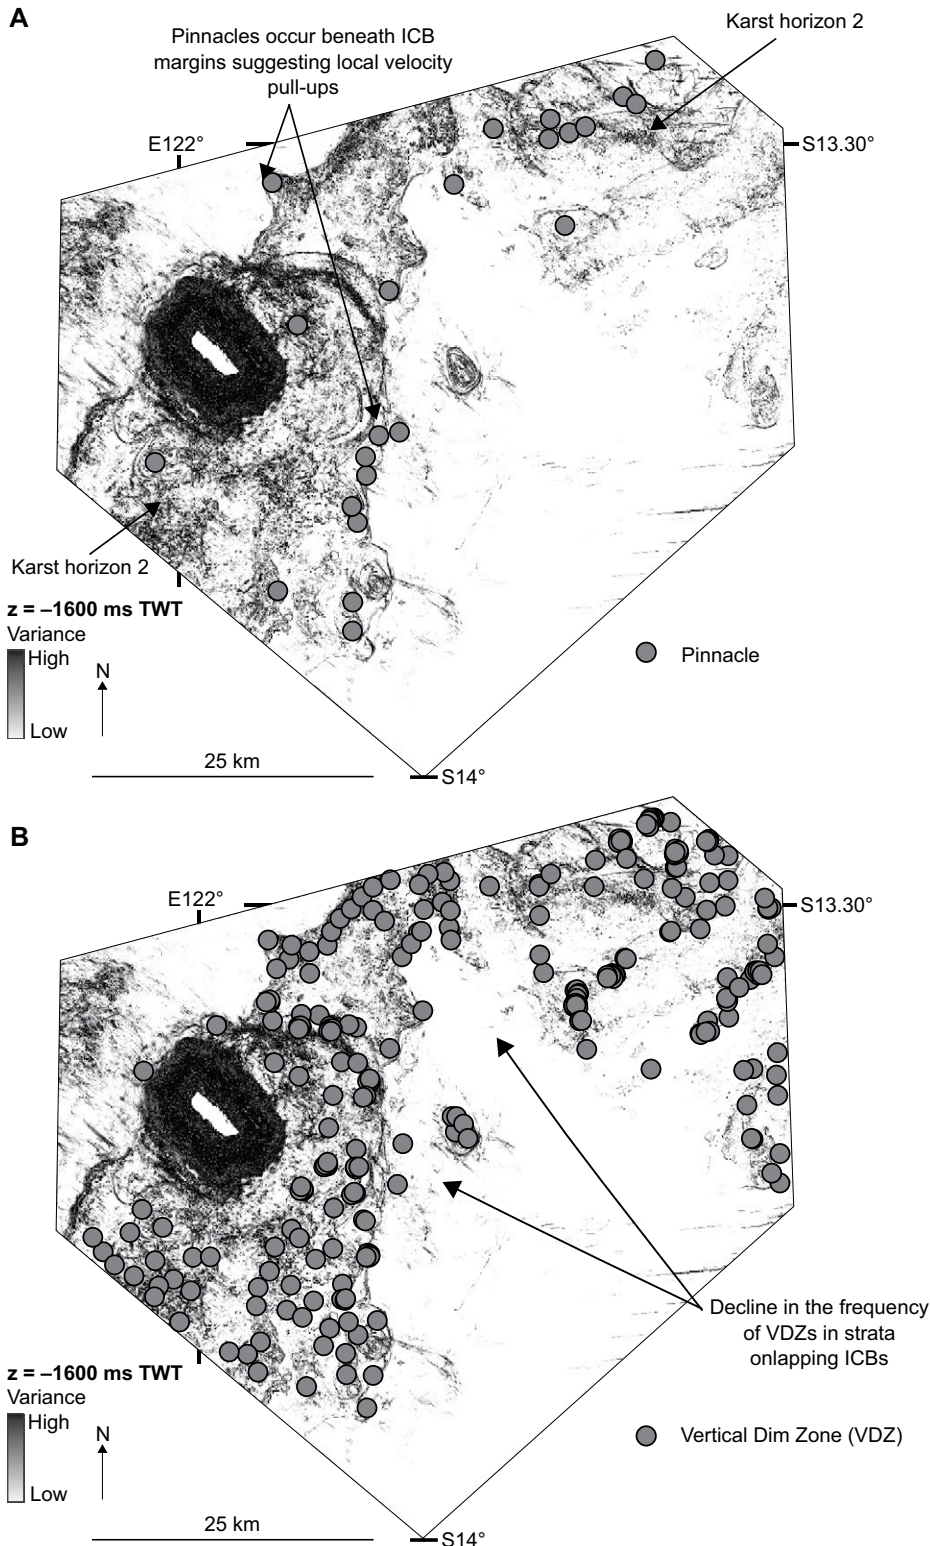 A
Pinnacles occur beneath ICB
margins suggesting local velocity
pull-ups
Karst horizon 2
E122°
S13.30°
Karst horizon 2
z = –1600 ms TWT
Variance
High
Low
N
Pinnacle
25 km
S14°
B
E122°
S13.30°
Decline in the frequency
of VDZs in strata
onlapping ICBs
z = –1600 ms TWT
Variance
High
Low
N
Vertical Dim Zone (VDZ)
25 km
S14°